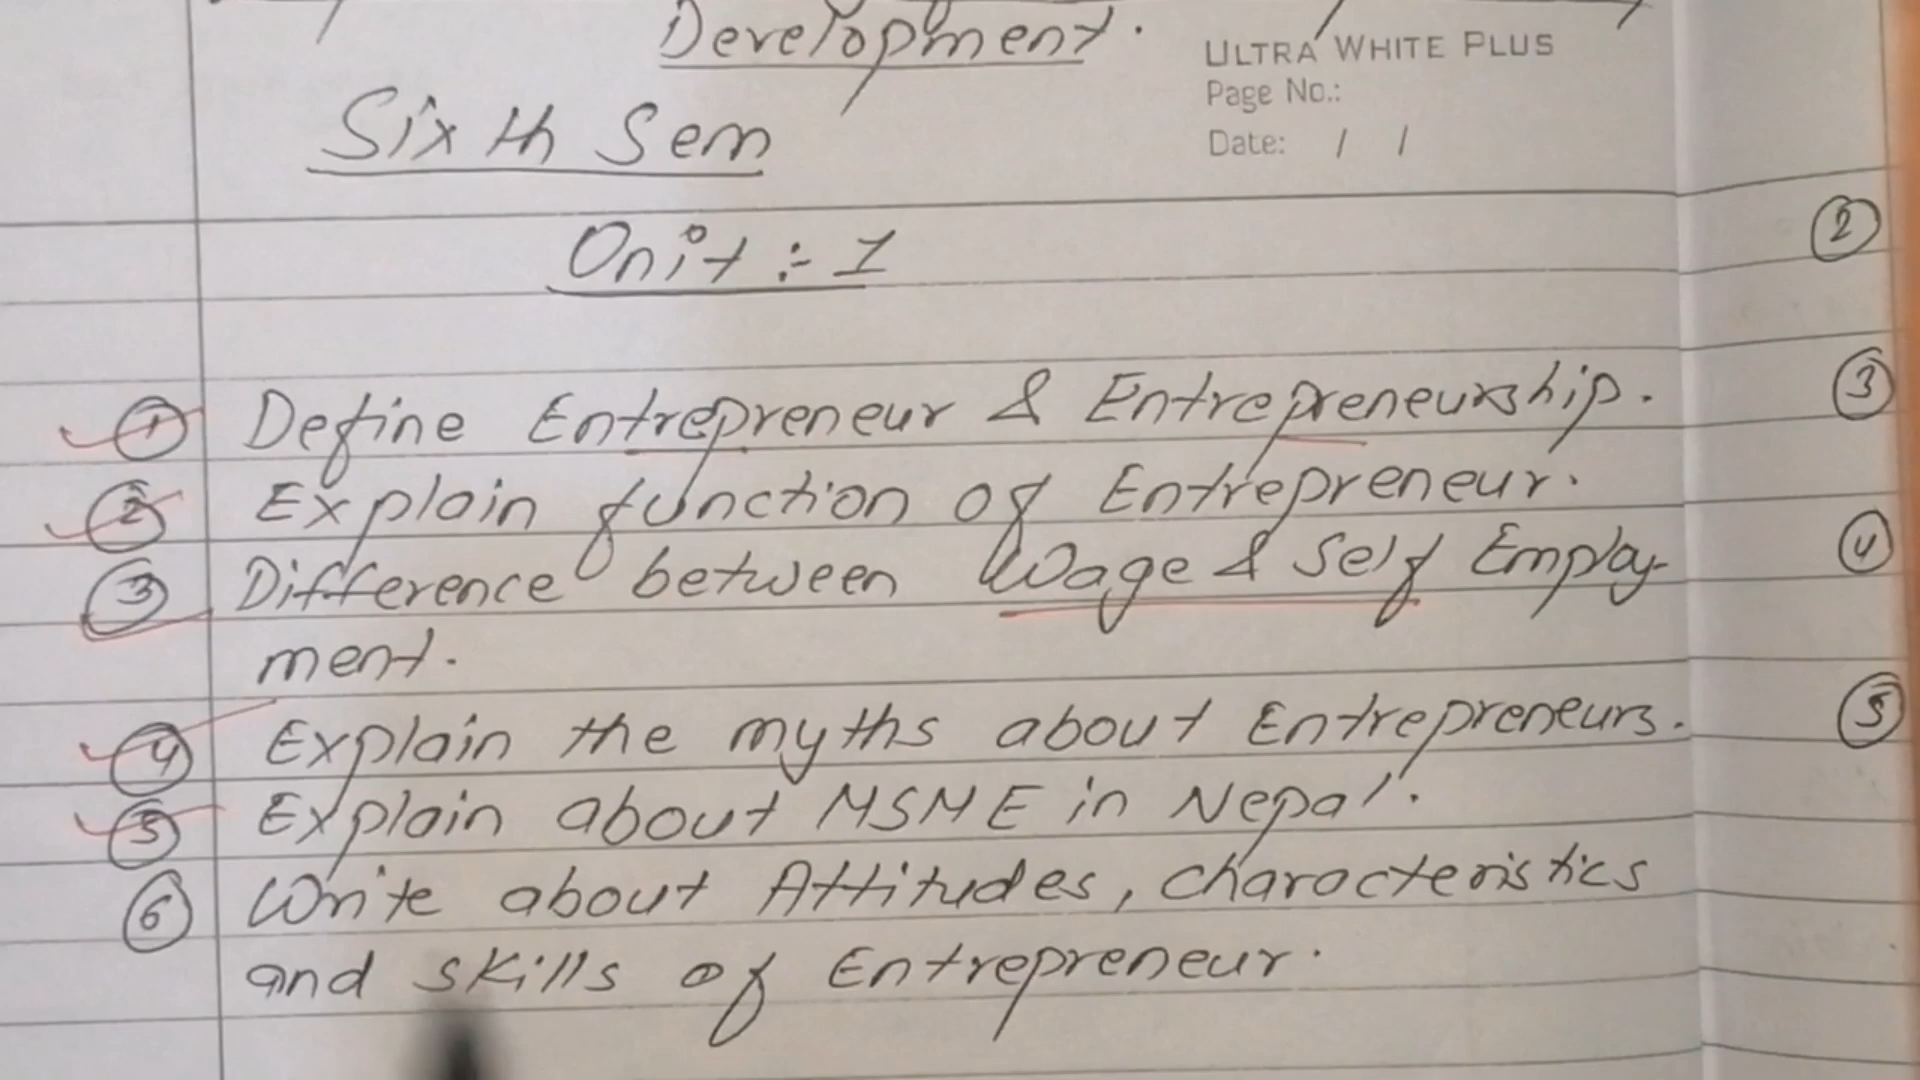 Development.
ULTRA WHITE PLUS
Page No.:
Date: / /
Sixth Sem
Unit :- 1
① Define Entrepreneur & Entrepreneurship.
② Explain function of Entrepreneur.
③ Difference between Wage & Self Employ-
ment.
④ Explain the myths about Entrepreneurs.
⑤ Explain about MSME in Nepal.
⑥ Write about Attitudes, characteristics
and skills of Entrepreneur.
②
③
④
⑤